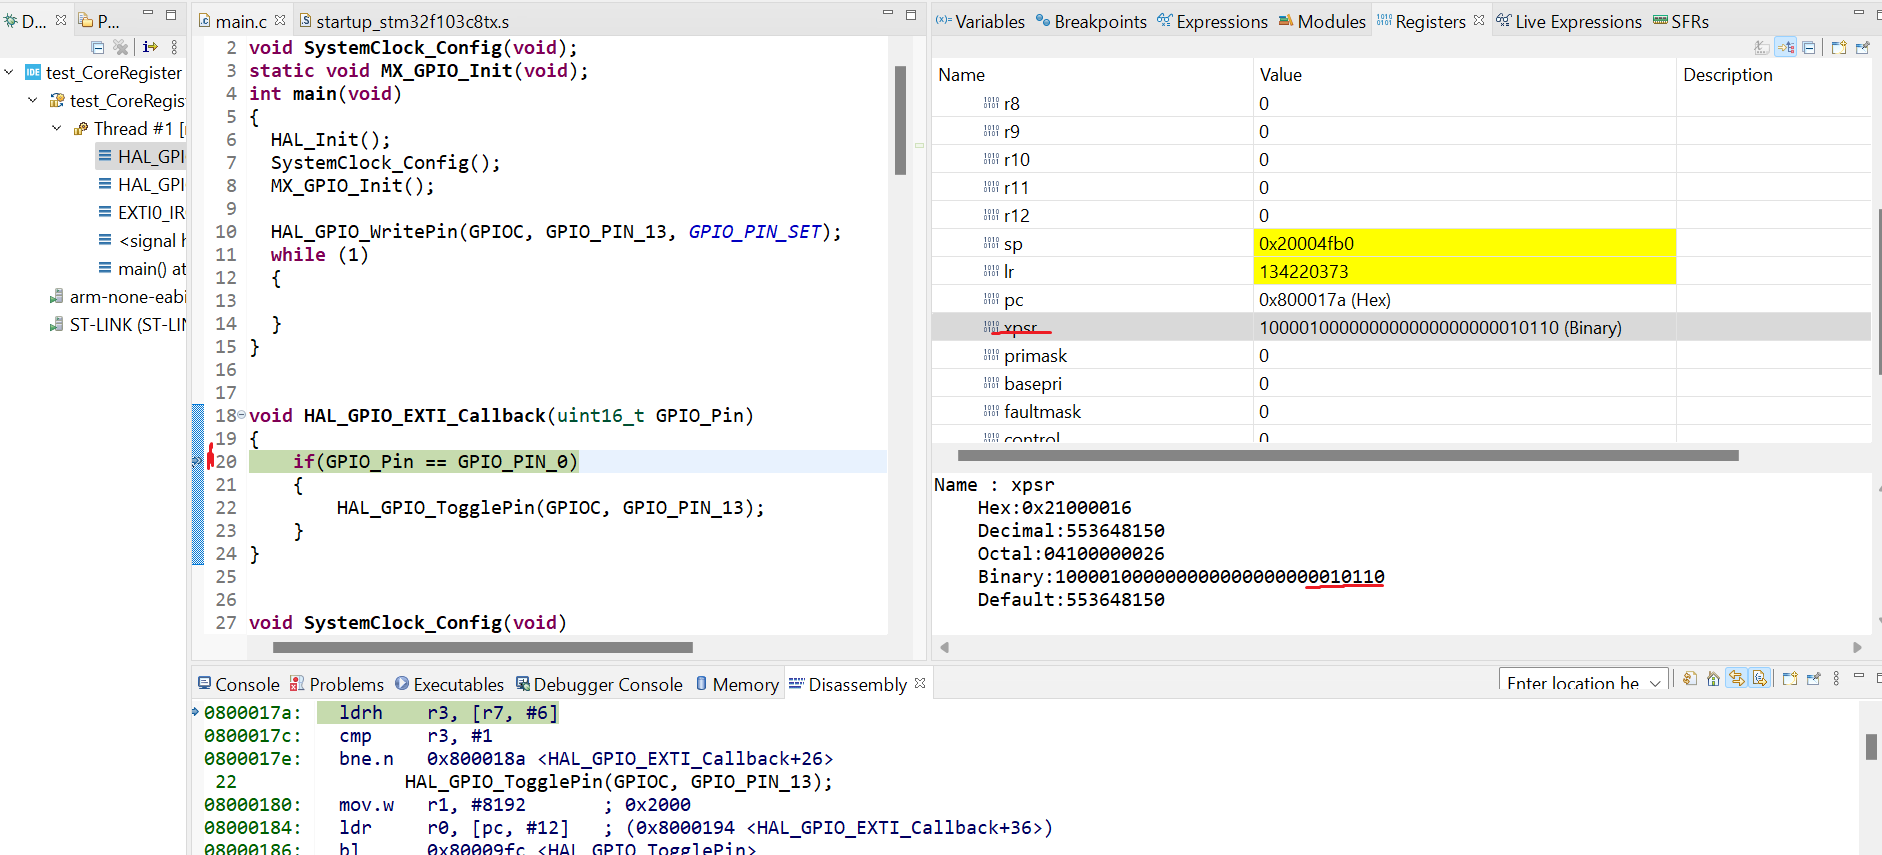 D... P...
test_CoreRegister
test_CoreRegis
Thread #1 [
HAL_GPI
HAL_GPI
EXTI0_IR
<signal h
main() at
arm-none-eabi
ST-LINK (ST-LIN
main.c startup_stm32f103c8tx.s
2 void SystemClock_Config(void);
3 static void MX_GPIO_Init(void);
4 int main(void)
5 {
6 HAL_Init();
7 SystemClock_Config();
8 MX_GPIO_Init();
9
10 HAL_GPIO_WritePin(GPIOC, GPIO_PIN_13, GPIO_PIN_SET);
11 while (1)
12 {
13
14 }
15 }
16
17
18 void HAL_GPIO_EXTI_Callback(uint16_t GPIO_Pin)
19 {
20 if(GPIO_Pin == GPIO_PIN_0)
21 {
22 HAL_GPIO_TogglePin(GPIOC, GPIO_PIN_13);
23 }
24 }
25
26
27 void SystemClock_Config(void)
(x)= Variables Breakpoints Expressions Modules Registers Live Expressions SFRs
Name Value Description
r8 0
r9 0
r10 0
r11 0
r12 0
sp 0x20004fb0
lr 134220373
pc 0x800017a (Hex)
xpsr 100001000000000000000000010110 (Binary)
primask 0
basepri 0
faultmask 0
control 0
Name : xpsr
Hex:0x21000016
Decimal:553648150
Octal:04100000026
Binary:100001000000000000000000010110
Default:553648150
Console Problems Executables Debugger Console Memory Disassembly
Enter location he
0800017a: ldrh r3, [r7, #6]
0800017c: cmp r3, #1
0800017e: bne.n 0x800018a <HAL_GPIO_EXTI_Callback+26>
22 HAL_GPIO_TogglePin(GPIOC, GPIO_PIN_13);
08000180: mov.w r1, #8192 ; 0x2000
08000184: ldr r0, [pc, #12] ; (0x8000194 <HAL_GPIO_EXTI_Callback+36>)
08000186: bl 0x80009fc <HAL_GPIO_TogglePin>